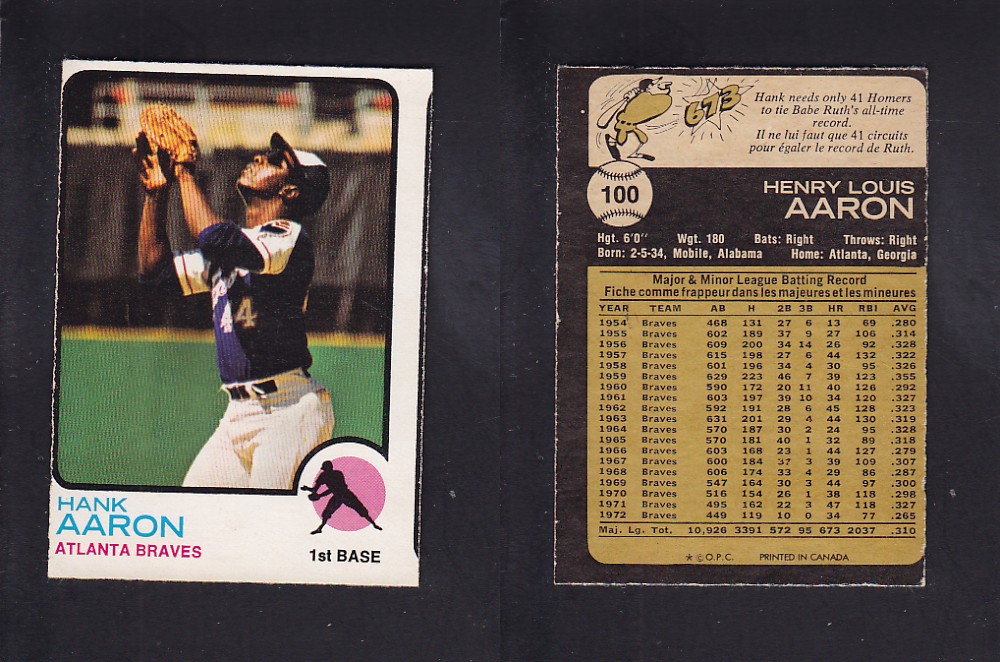 44
HANK
AARON
ATLANTA BRAVES
1st BASE
673
Hank needs only 41 Homers
to tie Babe Ruth's all-time
record.
Il ne lui faut que 41 circuits
pour égaler le record de Ruth.
100
HENRY LOUIS
AARON
Hgt. 6'0" Wgt. 180 Bats: Right Throws: Right
Born: 2-5-34, Mobile, Alabama Home: Atlanta, Georgia
Major & Minor League Batting Record
Fiche comme frappeur dans les majeures et les mineures
YEAR TEAM AB H 2B 3B HR RBI AVG
1954 Braves 468 131 27 6 13 69 .280
1955 Braves 602 189 37 9 27 106 .314
1956 Braves 609 200 34 14 26 92 .328
1957 Braves 615 198 27 6 44 132 .322
1958 Braves 601 196 34 4 30 95 .326
1959 Braves 629 223 46 7 39 123 .355
1960 Braves 590 172 20 11 40 126 .292
1961 Braves 603 197 39 10 34 120 .327
1962 Braves 592 191 28 6 45 128 .323
1963 Braves 631 201 29 4 44 130 .319
1964 Braves 570 187 30 2 24 95 .328
1965 Braves 570 181 40 1 32 89 .318
1966 Braves 603 168 23 1 44 127 .279
1967 Braves 600 184 37 3 39 109 .307
1968 Braves 606 174 33 4 29 86 .287
1969 Braves 547 164 30 3 44 97 .300
1970 Braves 516 154 26 1 38 118 .298
1971 Braves 495 162 22 3 47 118 .327
1972 Braves 449 119 10 0 34 77 .265
Maj. Lg. Tot. 10,926 3391 572 95 673 2037 .310
★ © O.P.C. PRINTED IN CANADA